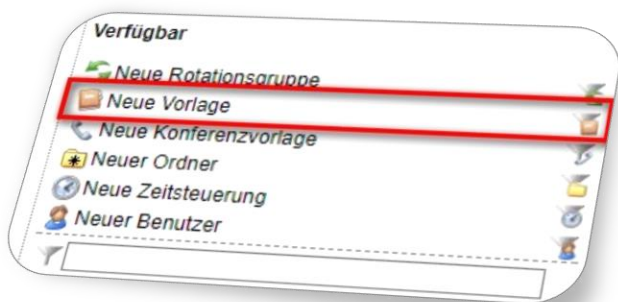 Verfügbar
Neue Rotationsgruppe
Neue Vorlage
Neue Konferenzvorlage
Neuer Ordner
Neue Zeitsteuerung
Neuer Benutzer